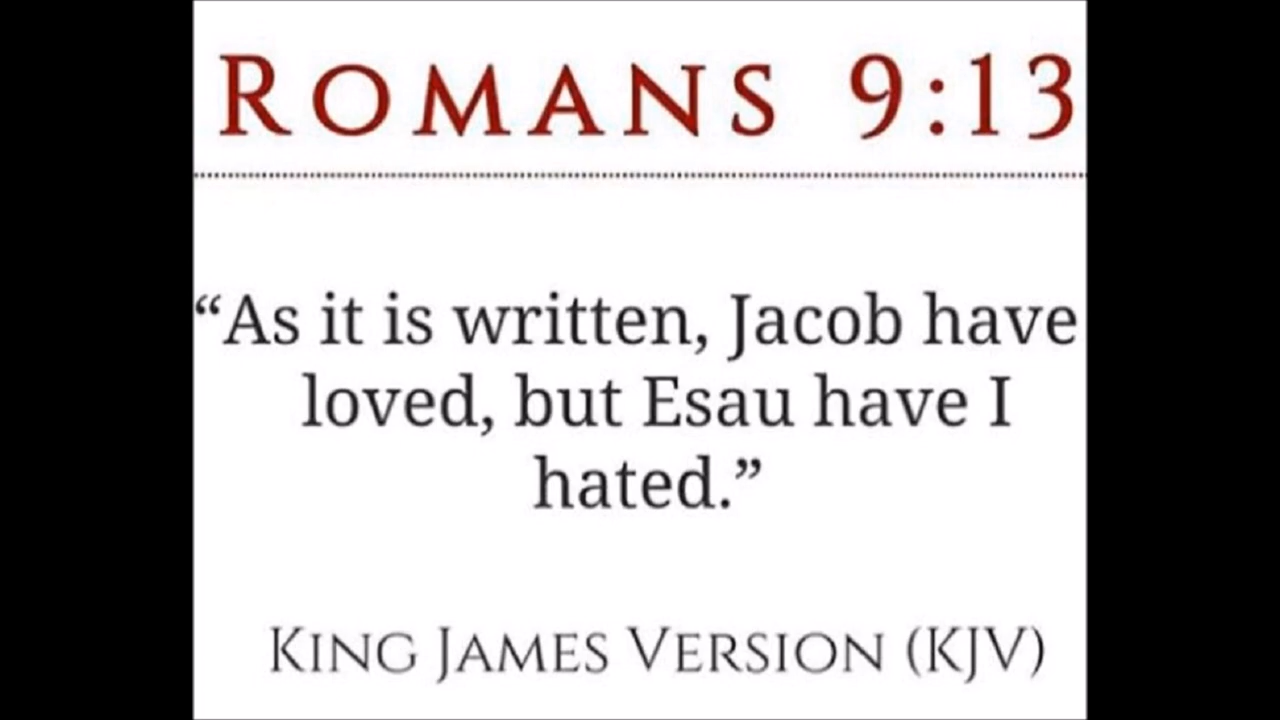 ROMANS 9:13
“As it is written, Jacob have
loved, but Esau have I
hated.”
KING JAMES VERSION (KJV)